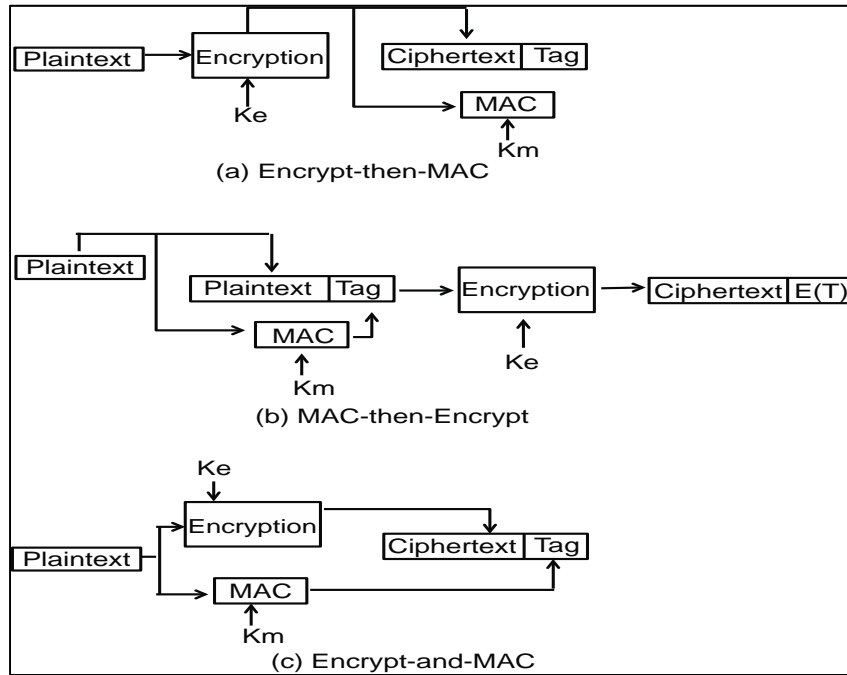 Plaintext
Encryption
Ciphertext Tag
Ke
MAC
Km
(a) Encrypt-then-MAC
Plaintext
Plaintext Tag
Encryption
Ciphertext E(T)
MAC
Ke
Km
(b) MAC-then-Encrypt
Ke
Encryption
Plaintext
Ciphertext Tag
MAC
Km
(c) Encrypt-and-MAC